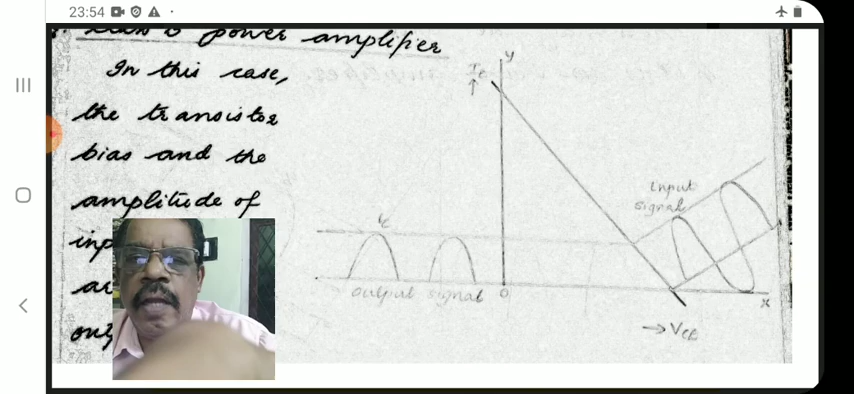 23:54
power amplifier
In this case,
the transistor
bias and the
amplitude of
Y
Ic
input
signal
ic
output signal
O
X
→ VCE